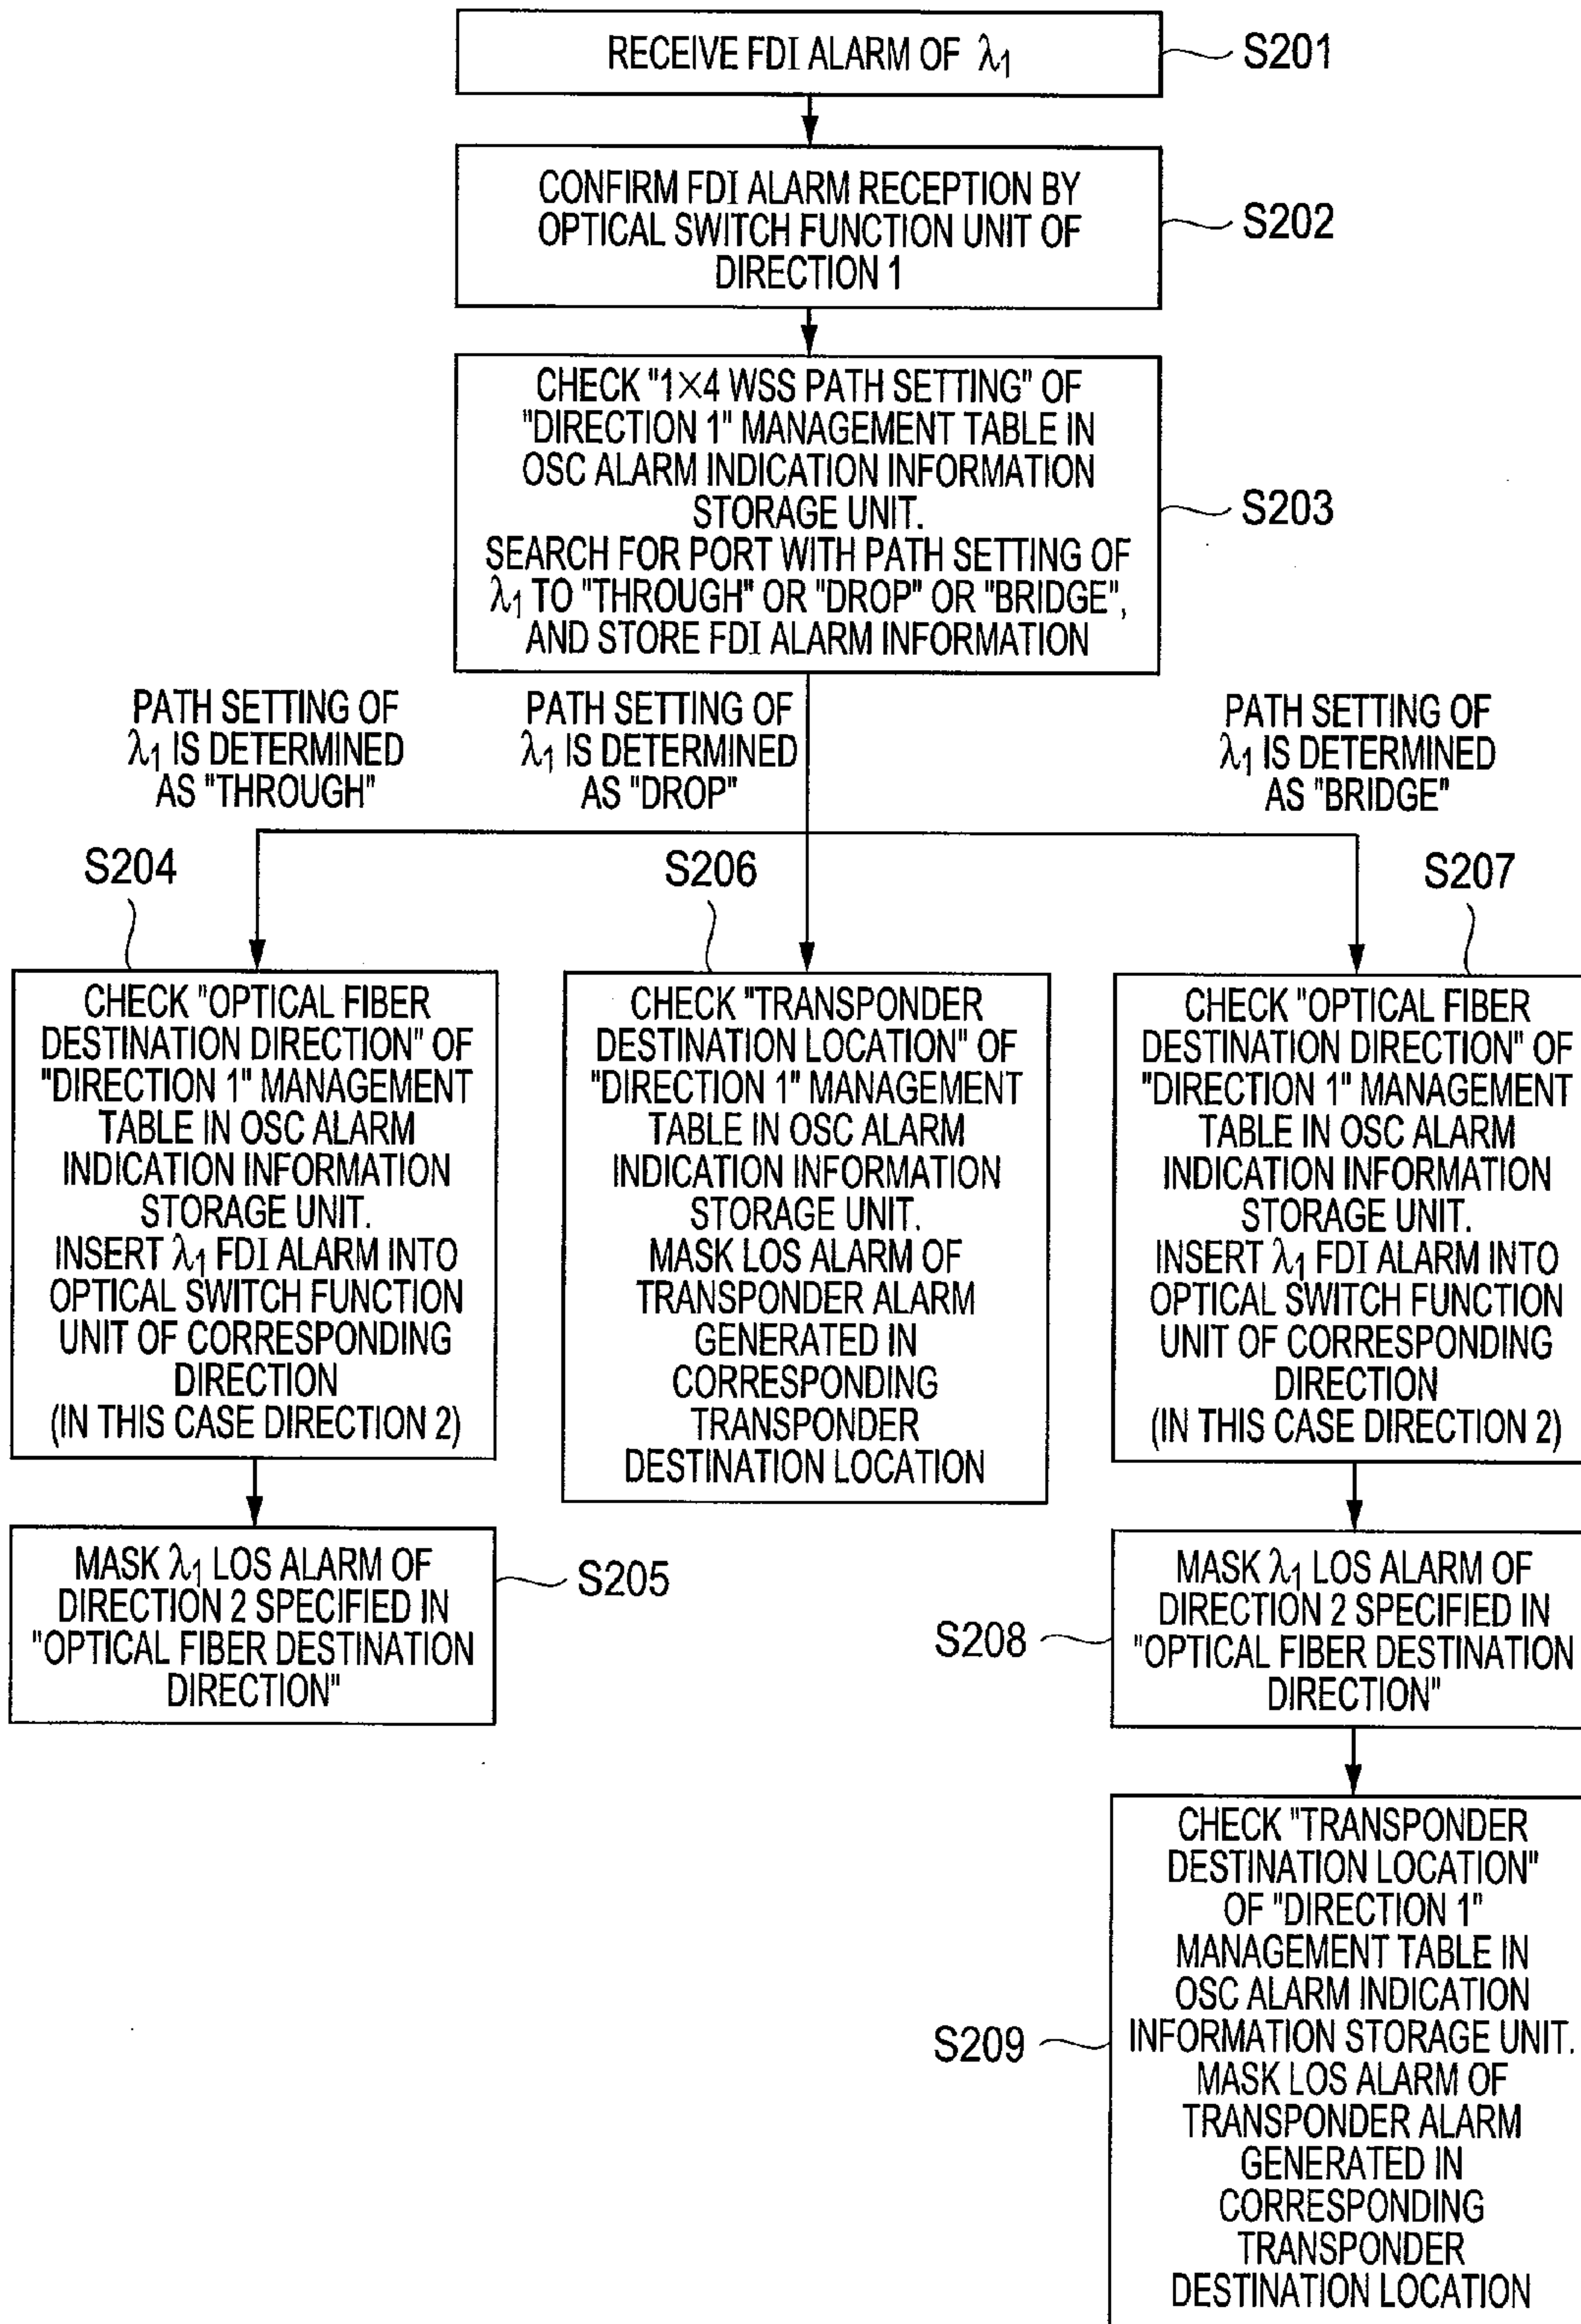 RECEIVE FDI ALARM OF λ1
S201
CONFIRM FDI ALARM RECEPTION BY
OPTICAL SWITCH FUNCTION UNIT OF
DIRECTION 1
S202
CHECK "1×4 WSS PATH SETTING" OF
"DIRECTION 1" MANAGEMENT TABLE IN
OSC ALARM INDICATION INFORMATION
STORAGE UNIT.
SEARCH FOR PORT WITH PATH SETTING OF
λ1 TO "THROUGH" OR "DROP" OR "BRIDGE",
AND STORE FDI ALARM INFORMATION
S203
PATH SETTING OF
λ1 IS DETERMINED
AS "THROUGH"
PATH SETTING OF
λ1 IS DETERMINED
AS "DROP"
PATH SETTING OF
λ1 IS DETERMINED
AS "BRIDGE"
S204
CHECK "OPTICAL FIBER
DESTINATION DIRECTION" OF
"DIRECTION 1" MANAGEMENT
TABLE IN OSC ALARM
INDICATION INFORMATION
STORAGE UNIT.
INSERT λ1 FDI ALARM INTO
OPTICAL SWITCH FUNCTION
UNIT OF CORRESPONDING
DIRECTION
(IN THIS CASE DIRECTION 2)
MASK λ1 LOS ALARM OF
DIRECTION 2 SPECIFIED IN
"OPTICAL FIBER DESTINATION
DIRECTION"
S205
S206
CHECK "TRANSPONDER
DESTINATION LOCATION" OF
"DIRECTION 1" MANAGEMENT
TABLE IN OSC ALARM
INDICATION INFORMATION
STORAGE UNIT.
MASK LOS ALARM OF
TRANSPONDER ALARM
GENERATED IN
CORRESPONDING
TRANSPONDER
DESTINATION LOCATION
S207
CHECK "OPTICAL FIBER
DESTINATION DIRECTION" OF
"DIRECTION 1" MANAGEMENT
TABLE IN OSC ALARM
INDICATION INFORMATION
STORAGE UNIT.
INSERT λ1 FDI ALARM INTO
OPTICAL SWITCH FUNCTION
UNIT OF CORRESPONDING
DIRECTION
(IN THIS CASE DIRECTION 2)
S208
MASK λ1 LOS ALARM OF
DIRECTION 2 SPECIFIED IN
"OPTICAL FIBER DESTINATION
DIRECTION"
S209
CHECK "TRANSPONDER
DESTINATION LOCATION"
OF "DIRECTION 1"
MANAGEMENT TABLE IN
OSC ALARM INDICATION
INFORMATION STORAGE UNIT.
MASK LOS ALARM OF
TRANSPONDER ALARM
GENERATED IN
CORRESPONDING
TRANSPONDER
DESTINATION LOCATION